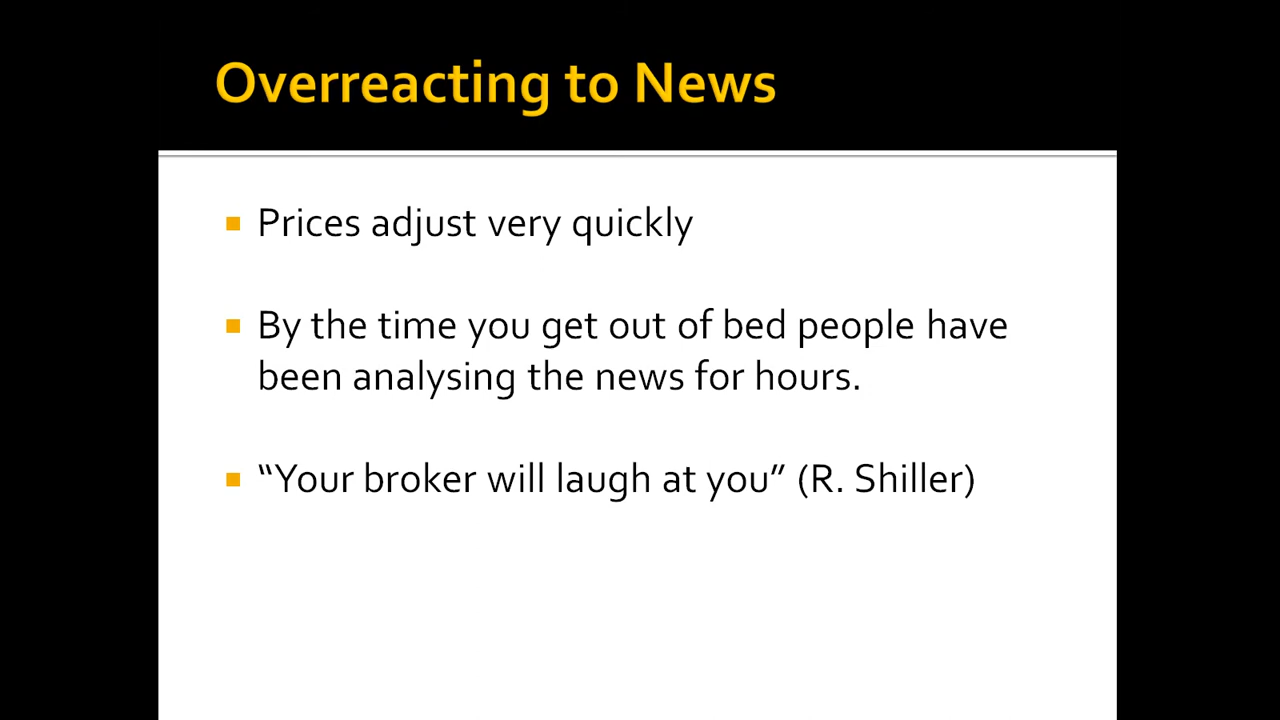 Overreacting to News
Prices adjust very quickly
By the time you get out of bed people have
been analysing the news for hours.
“Your broker will laugh at you” (R. Shiller)